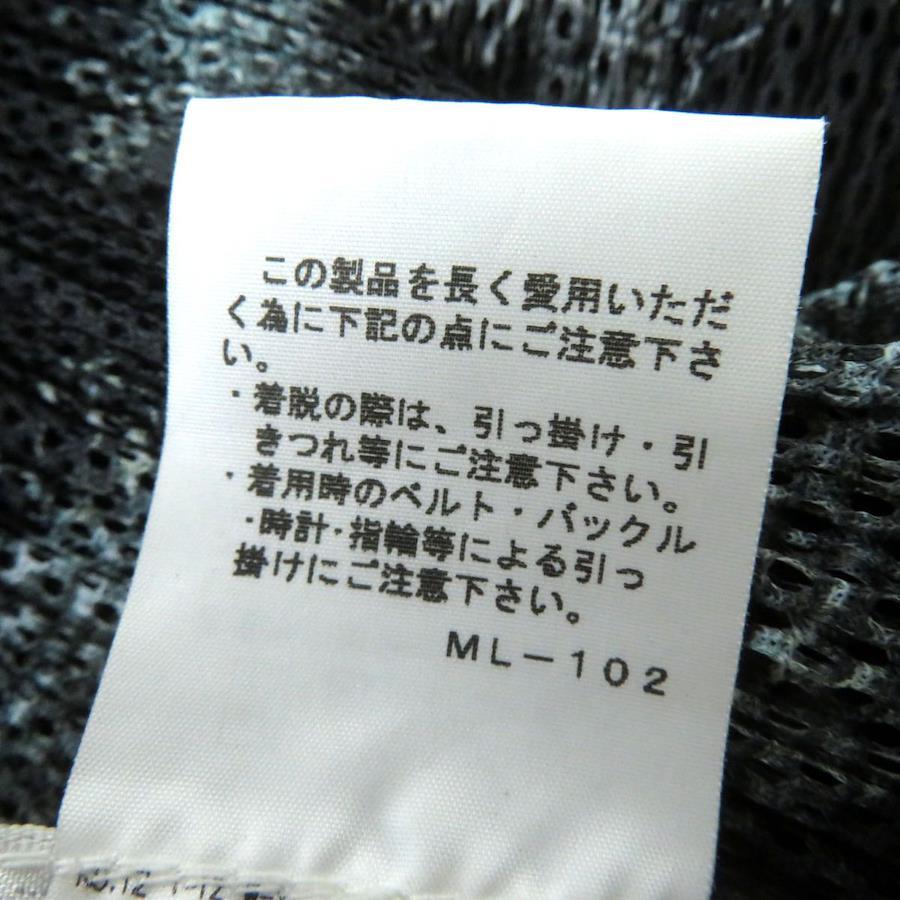 この製品を長く愛用いただ
く為に下記の点にご注意下さ
い。
・着脱の際は、引っ掛け・引
きつれ等にご注意下さい。
・着用時のベルト・バックル
・時計・指輪等による引っ
掛けにご注意下さい。
ML-102